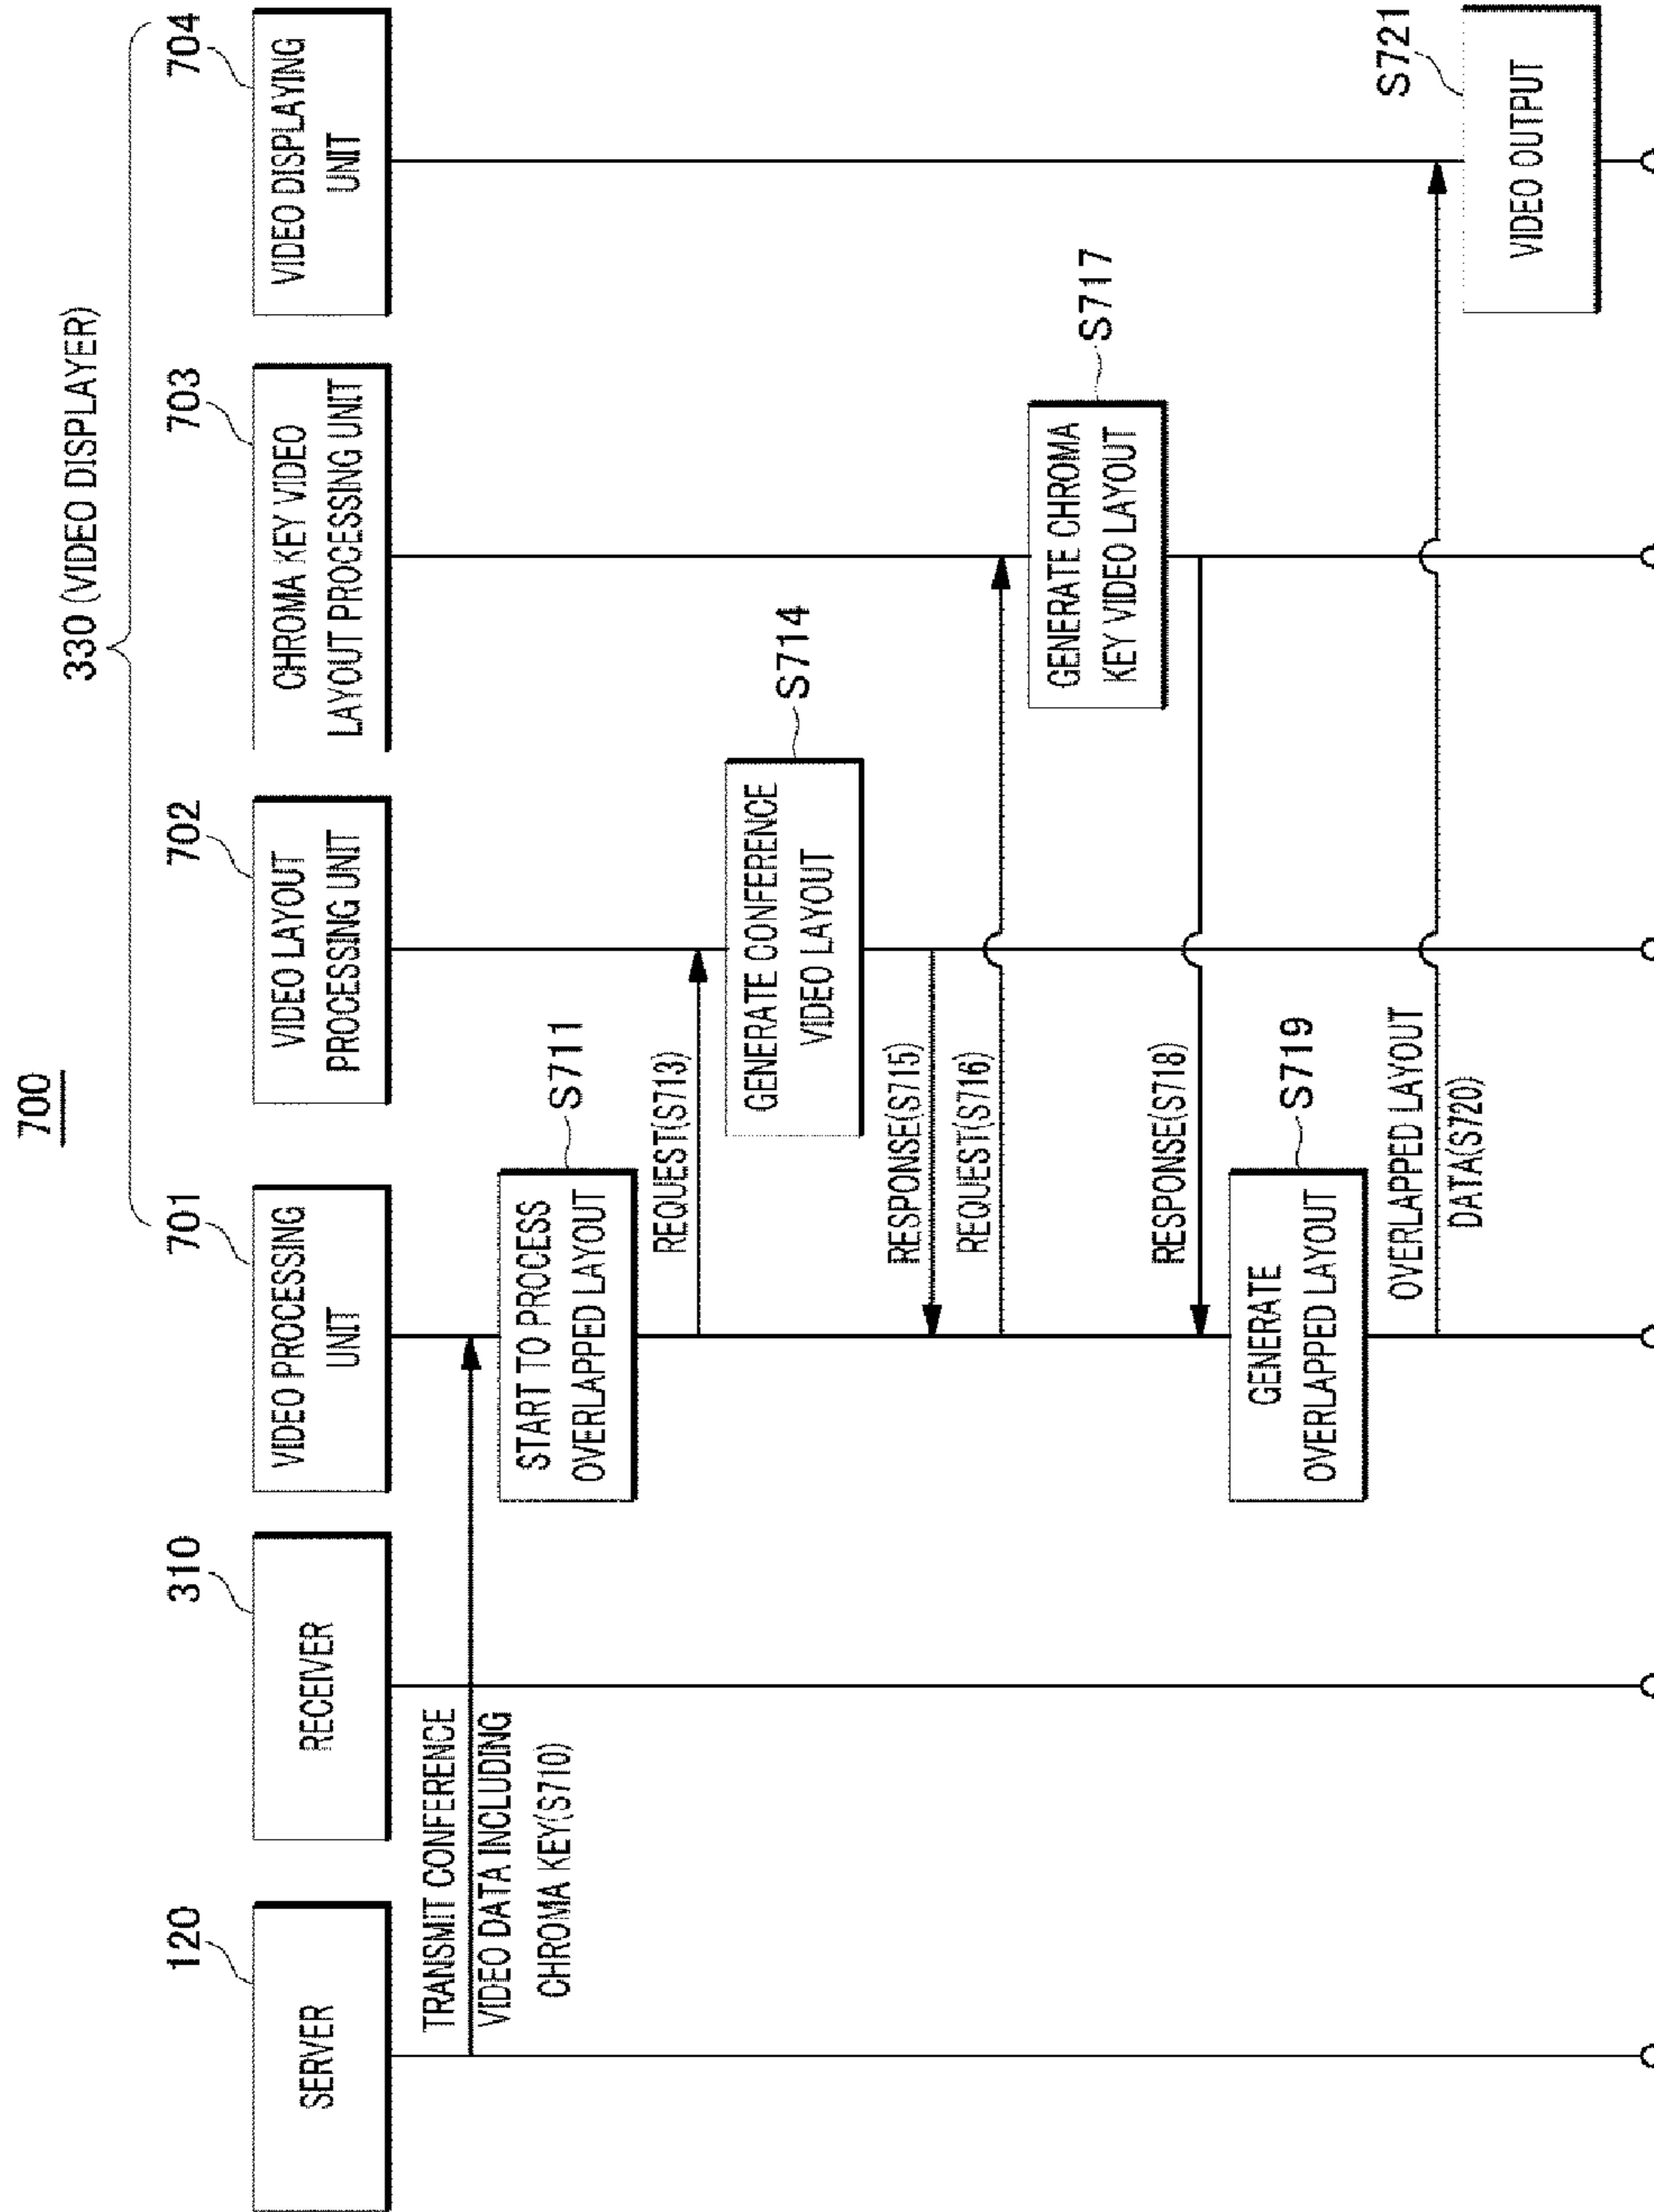 700
330 (VIDEO DISPLAYER)
120
310
701
702
703
704
SERVER
RECEIVER
VIDEO PROCESSING
UNIT
VIDEO LAYOUT
PROCESSING UNIT
CHROMA KEY VIDEO
LAYOUT PROCESSING UNIT
VIDEO DISPLAYING
UNIT
TRANSMIT CONFERENCE
VIDEO DATA INCLUDING
CHROMA KEY(S710)
S711
START TO PROCESS
OVERLAPPED LAYOUT
REQUEST(S713)
S714
GENERATE CONFERENCE
VIDEO LAYOUT
RESPONSE(S715)
REQUEST(S716)
S717
GENERATE CHROMA
KEY VIDEO LAYOUT
RESPONSE(S718)
S719
GENERATE
OVERLAPPED LAYOUT
OVERLAPPED LAYOUT
DATA(S720)
S721
VIDEO OUTPUT